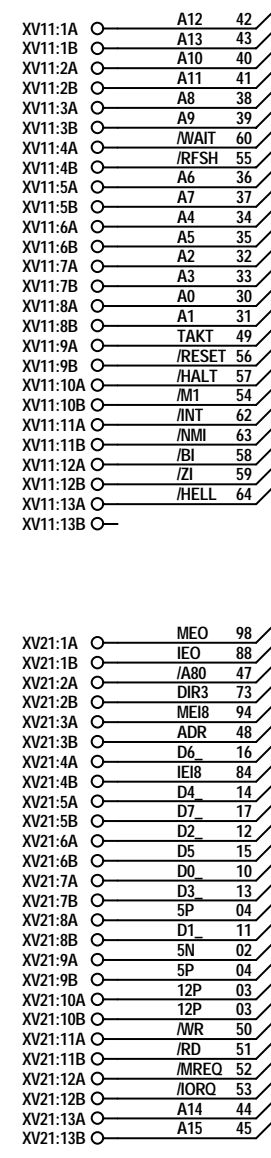 XV11:1A A12 42
XV11:1B A13 43
XV11:2A A10 40
XV11:2B A11 41
XV11:3A A8 38
XV11:3B A9 39
XV11:4A /WAIT 60
XV11:4B /RFSH 55
XV11:5A A6 36
XV11:5B A7 37
XV11:6A A4 34
XV11:6B A5 35
XV11:7A A2 32
XV11:7B A3 33
XV11:8A A0 30
XV11:8B A1 31
XV11:9A TAKT 49
XV11:9B /RESET 56
XV11:10A /HALT 57
XV11:10B /M1 54
XV11:11A /INT 62
XV11:11B /NMI 63
XV11:12A /BI 58
XV11:12B /ZI 59
XV11:13A /HELL 64
XV11:13B
XV21:1A MEO 98
XV21:1B IEO 88
XV21:2A /A80 47
XV21:2B DIR3 73
XV21:3A MEI8 94
XV21:3B ADR 48
XV21:4A D6_ 16
XV21:4B IEI8 84
XV21:5A D4_ 14
XV21:5B D7_ 17
XV21:6A D2_ 12
XV21:6B D5 15
XV21:7A D0_ 10
XV21:7B D3_ 13
XV21:8A 5P 04
XV21:8B D1_ 11
XV21:9A 5N 02
XV21:9B 5P 04
XV21:10A 12P 03
XV21:10B 12P 03
XV21:11A /WR 50
XV21:11B /RD 51
XV21:12A /MREQ 52
XV21:12B /IORQ 53
XV21:13A A14 44
XV21:13B A15 45